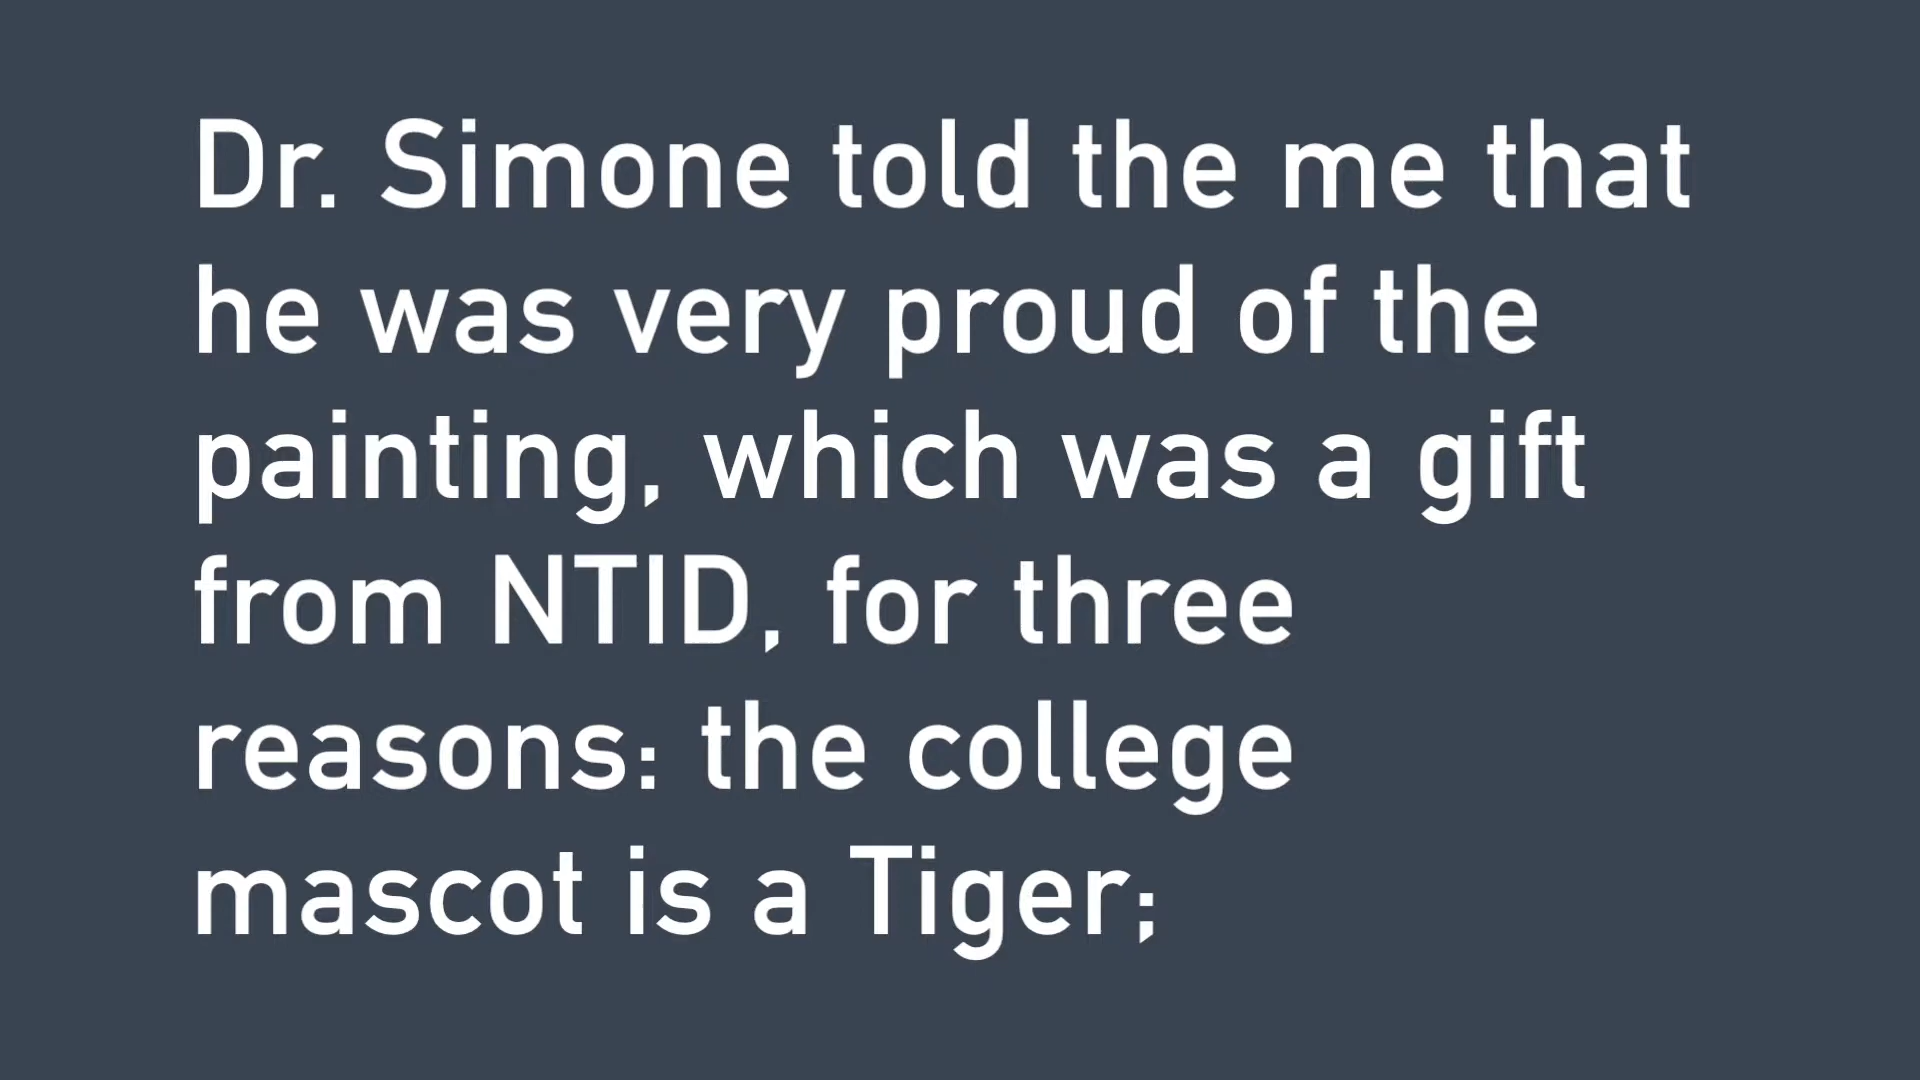 Dr. Simone told the me that
he was very proud of the
painting, which was a gift
from NTID, for three
reasons: the college
mascot is a Tiger;